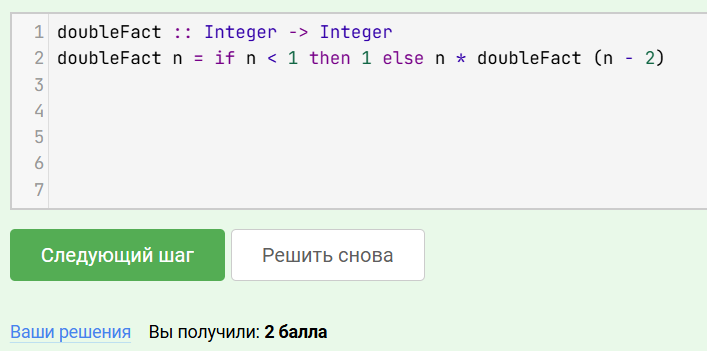 1 doubleFact :: Integer -> Integer
2 doubleFact n = if n < 1 then 1 else n * doubleFact (n - 2)
3
4
5
6
7
Следующий шаг Решить снова
Ваши решения Вы получили: 2 балла